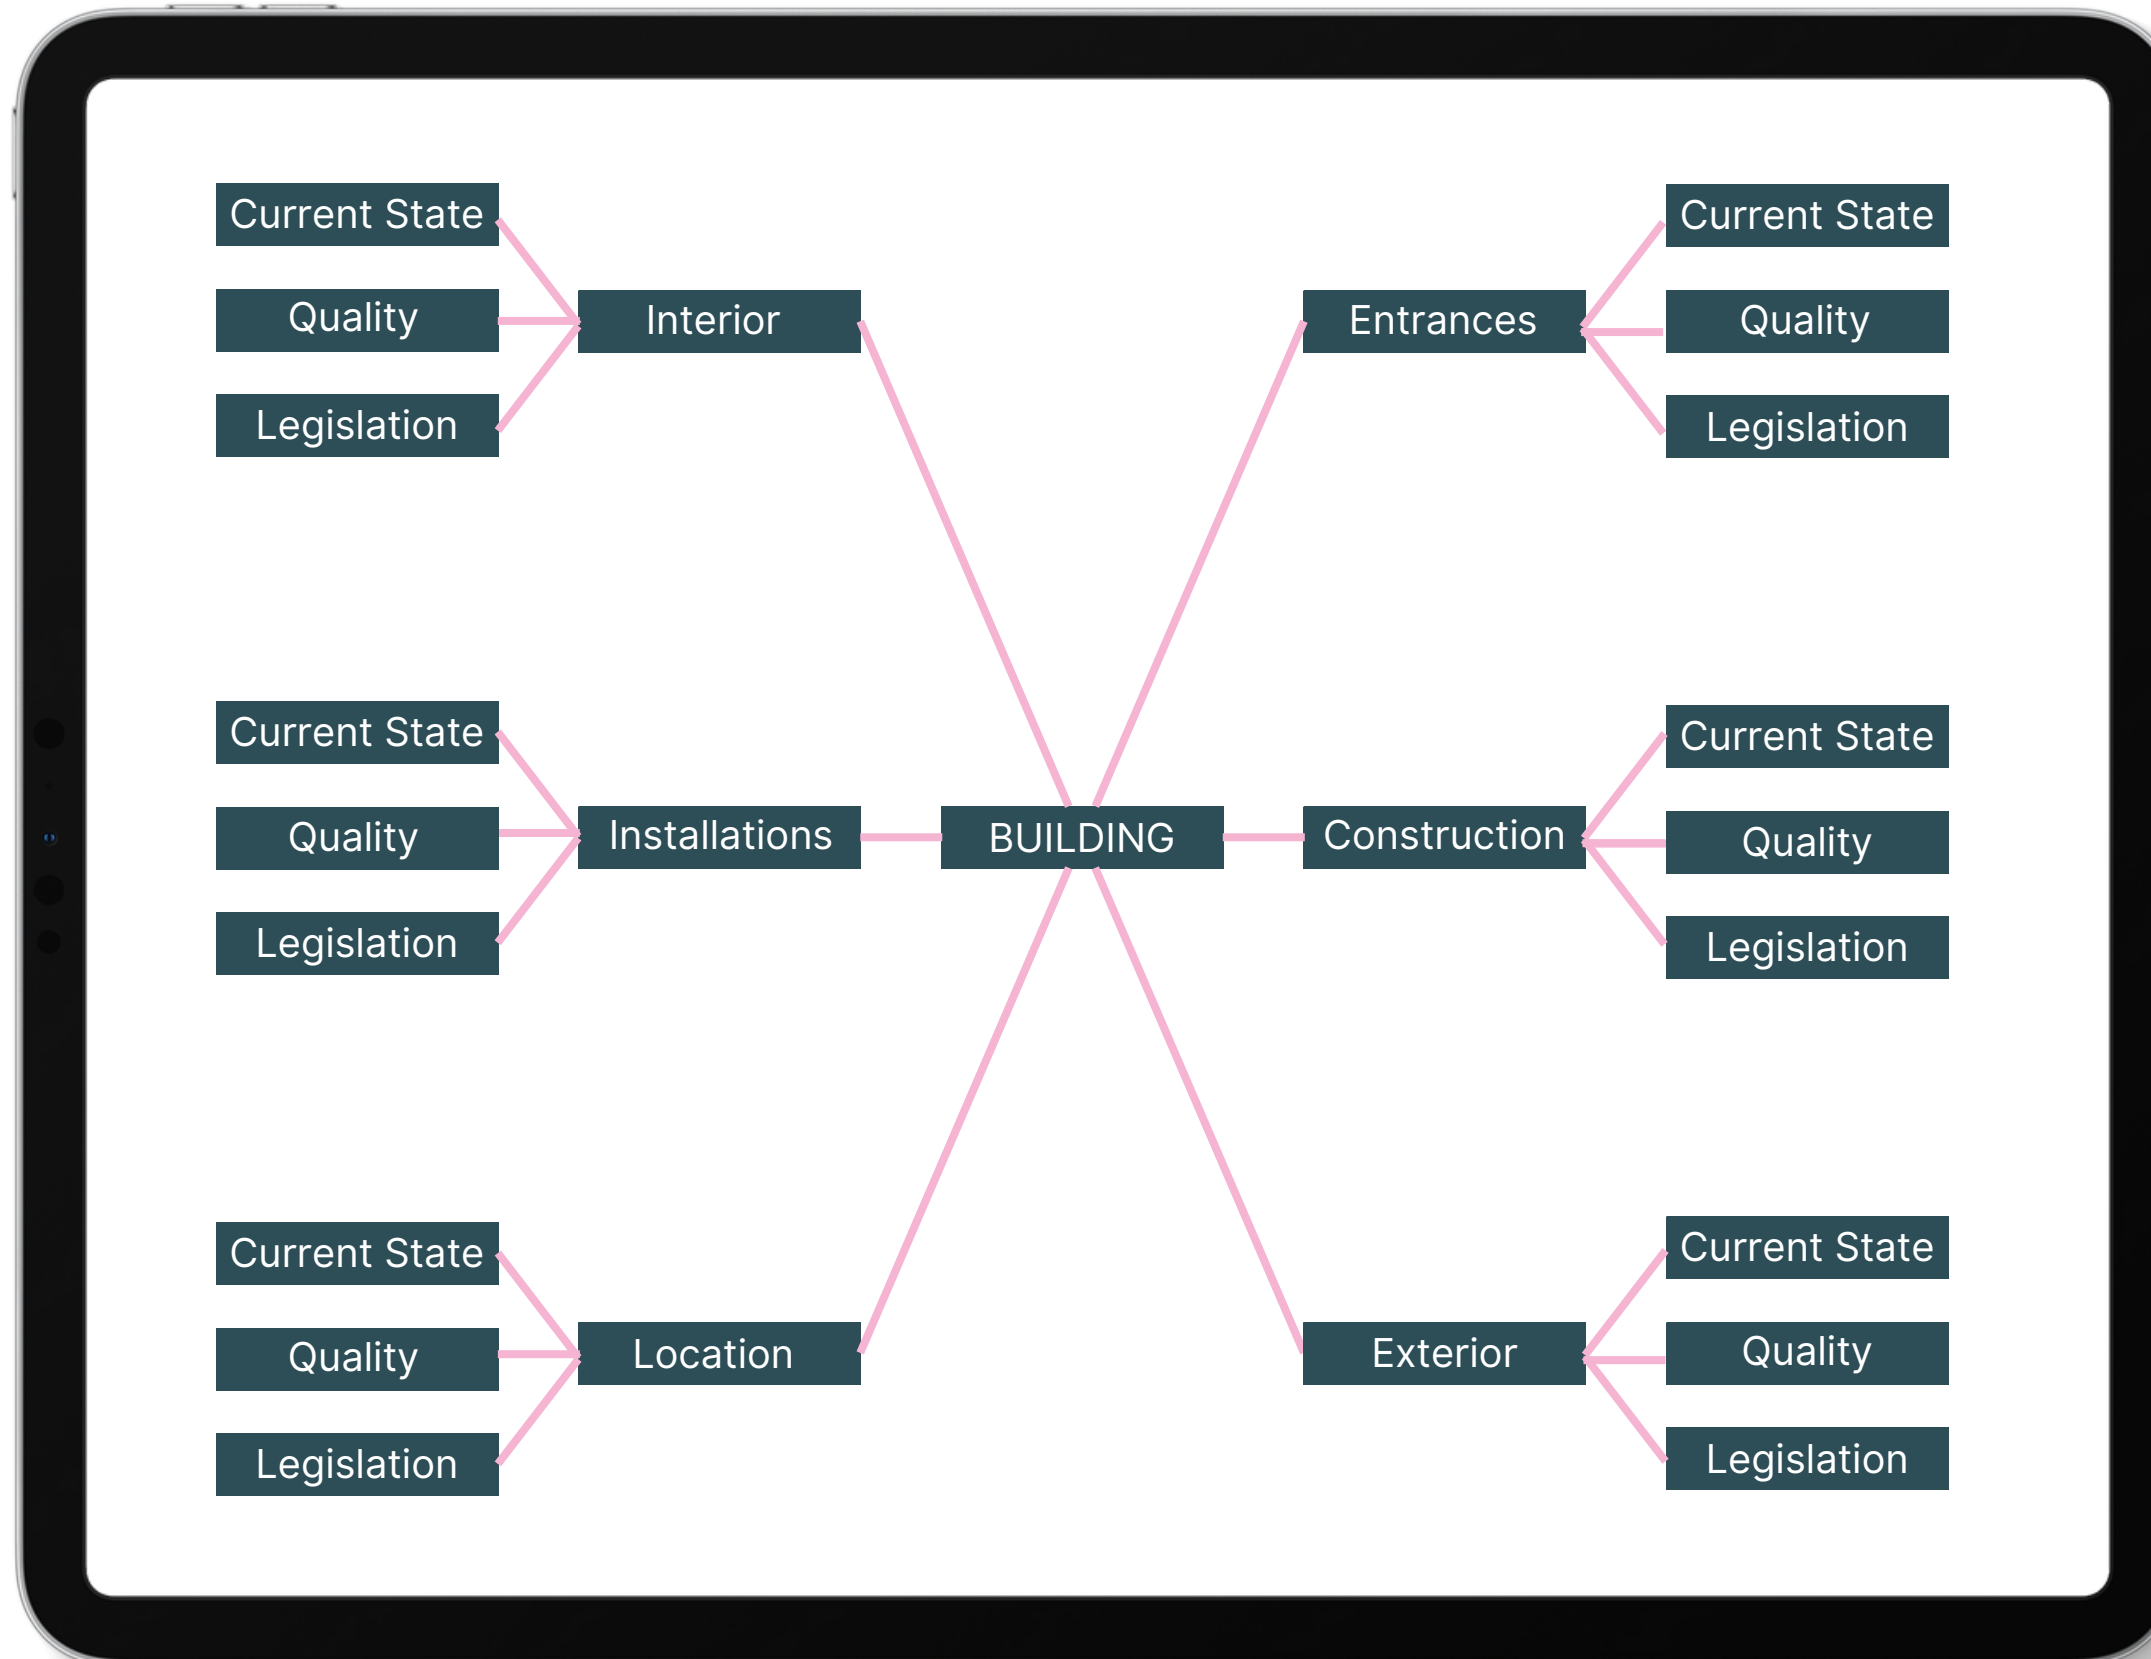 Current State
Quality
Legislation
Interior
Entrances
Current State
Quality
Legislation
Current State
Quality
Legislation
Installations
BUILDING
Construction
Current State
Quality
Legislation
Current State
Quality
Legislation
Location
Exterior
Current State
Quality
Legislation